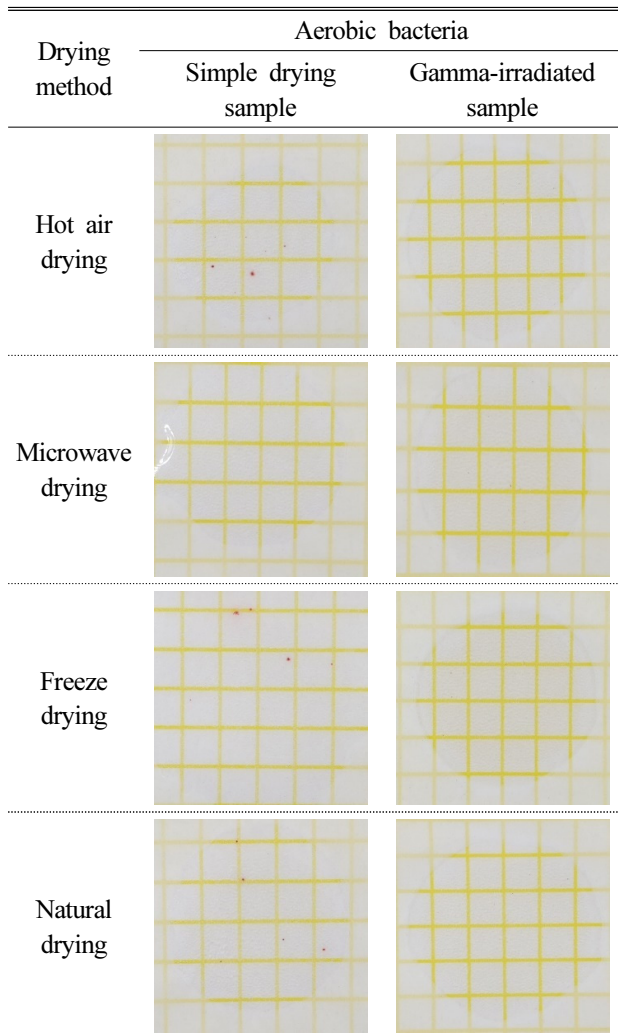 Drying
method
Aerobic bacteria
Simple drying
sample
Gamma-irradiated
sample
Hot air
drying
Microwave
drying
Freeze
drying
Natural
drying